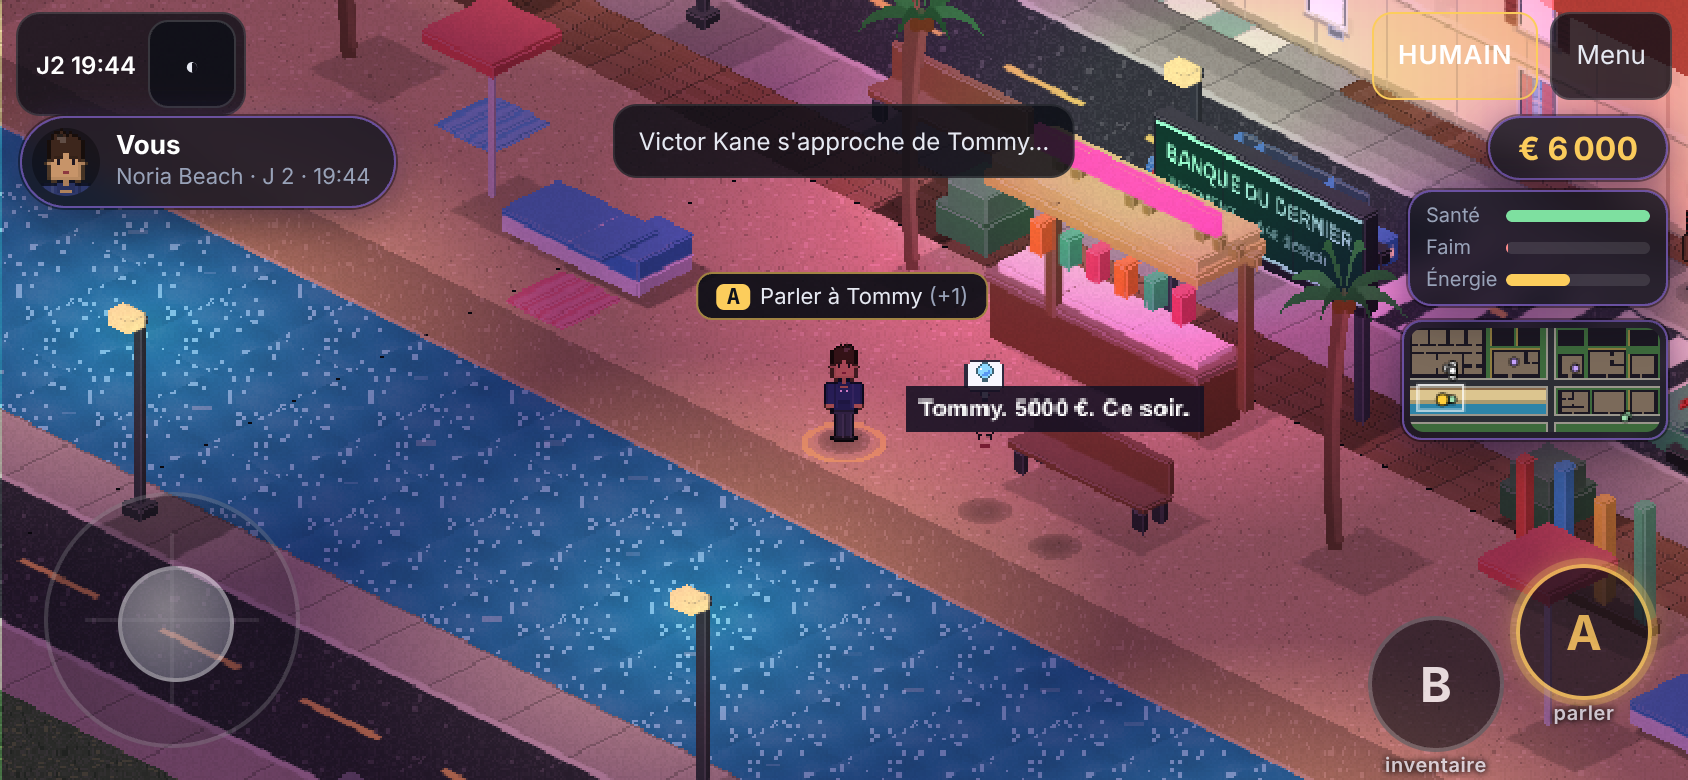 J2 19:44
HUMAIN
Menu
Vous
Noria Beach · J 2 · 19:44
Victor Kane s'approche de Tommy...
€ 6 000
BANQUE DU DERNIER
Santé
Faim
Énergie
A Parler à Tommy (+1)
Tommy. 5000 €. Ce soir.
A
parler
B
inventaire